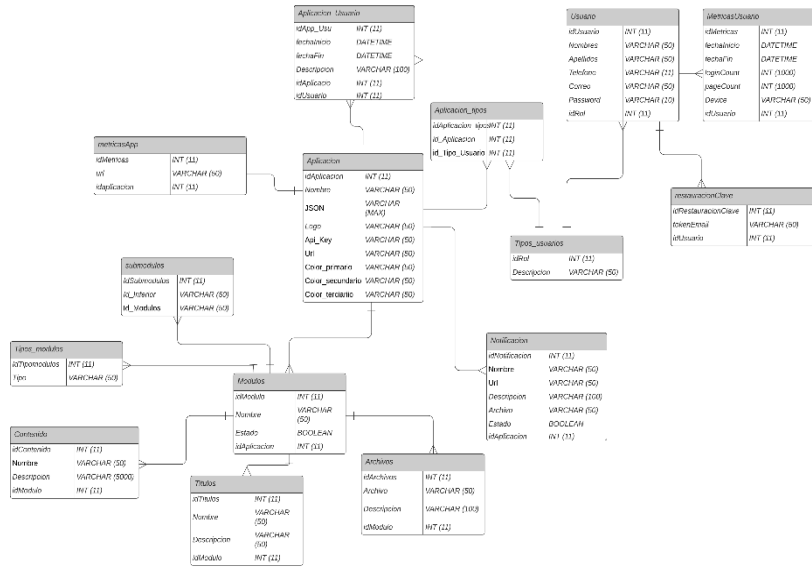 Aplicacion_Usuario
idApp_Usu INT (11)
fechaInicio DATETIME
fechaFin DATETIME
Descripcion VARCHAR (100)
idAplicacio INT (11)
idUsuario INT (11)
Usuario
idUsuario INT (11)
Nombres VARCHAR (50)
Apellidos VARCHAR (50)
Telefono VARCHAR (11)
Correo VARCHAR (50)
Password VARCHAR (10)
idRol INT (11)
MetricasUsuario
idMetricas INT (11)
fechaInicio DATETIME
fechaFin DATETIME
loginCount INT (1000)
pageCount INT (1000)
Device VARCHAR (50)
idUsuario INT (11)
Aplicacion_tipos
idAplicacion_tipos INT (11)
id_Aplicacion INT (11)
id_Tipo_Usuario INT (11)
metricasApp
idMetricas INT (11)
url VARCHAR (50)
idaplicacion INT (11)
Aplicacion
idAplicacion INT (11)
Nombre VARCHAR (50)
JSON VARCHAR
(MAX)
Logo VARCHAR (50)
Api_Key VARCHAR (50)
Url VARCHAR (50)
Color_primario VARCHAR (50)
Color_secundario VARCHAR (50)
Color_terciario VARCHAR (50)
restauracionClave
idRestauracionClave INT (11)
tokenEmail VARCHAR (50)
idUsuario INT (11)
Tipos_usuarios
idRol INT (11)
Descripcion VARCHAR (50)
submodulos
idSubmodulos INT (11)
Id_Inferior VARCHAR (50)
Id_Modulos VARCHAR (50)
Tipos_modulos
idTipomodulos INT (11)
Tipo VARCHAR (50)
Notificacion
idNotificacion INT (11)
Nombre VARCHAR (50)
Url VARCHAR (50)
Descripcion VARCHAR (100)
Archivo VARCHAR (50)
Estado BOOLEAN
idAplicacion INT (11)
Modulos
idModulo INT (11)
Nombre VARCHAR
(50)
Estado BOOLEAN
idAplicacion INT (11)
Contenido
idContenido INT (11)
Nombre VARCHAR (50)
Descripcion VARCHAR (5000)
idModulo INT (11)
Titulos
idTitulos INT (11)
Nombre VARCHAR
(50)
Descripcion VARCHAR
(50)
idModulo INT (11)
Archivos
idArchivos INT (11)
Archivo VARCHAR (50)
Descripcion VARCHAR (100)
idModulo INT (11)